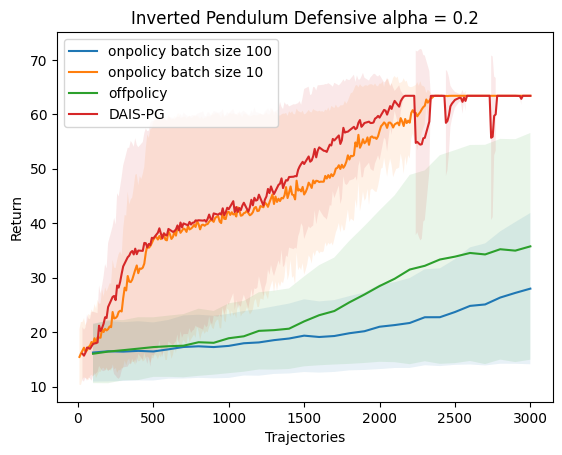 Inverted Pendulum Defensive alpha = 0.2
onpolicy batch size 100
onpolicy batch size 10
offpolicy
DAIS-PG
Return
70
60
50
40
30
20
10
0 500 1000 1500 2000 2500 3000
Trajectories